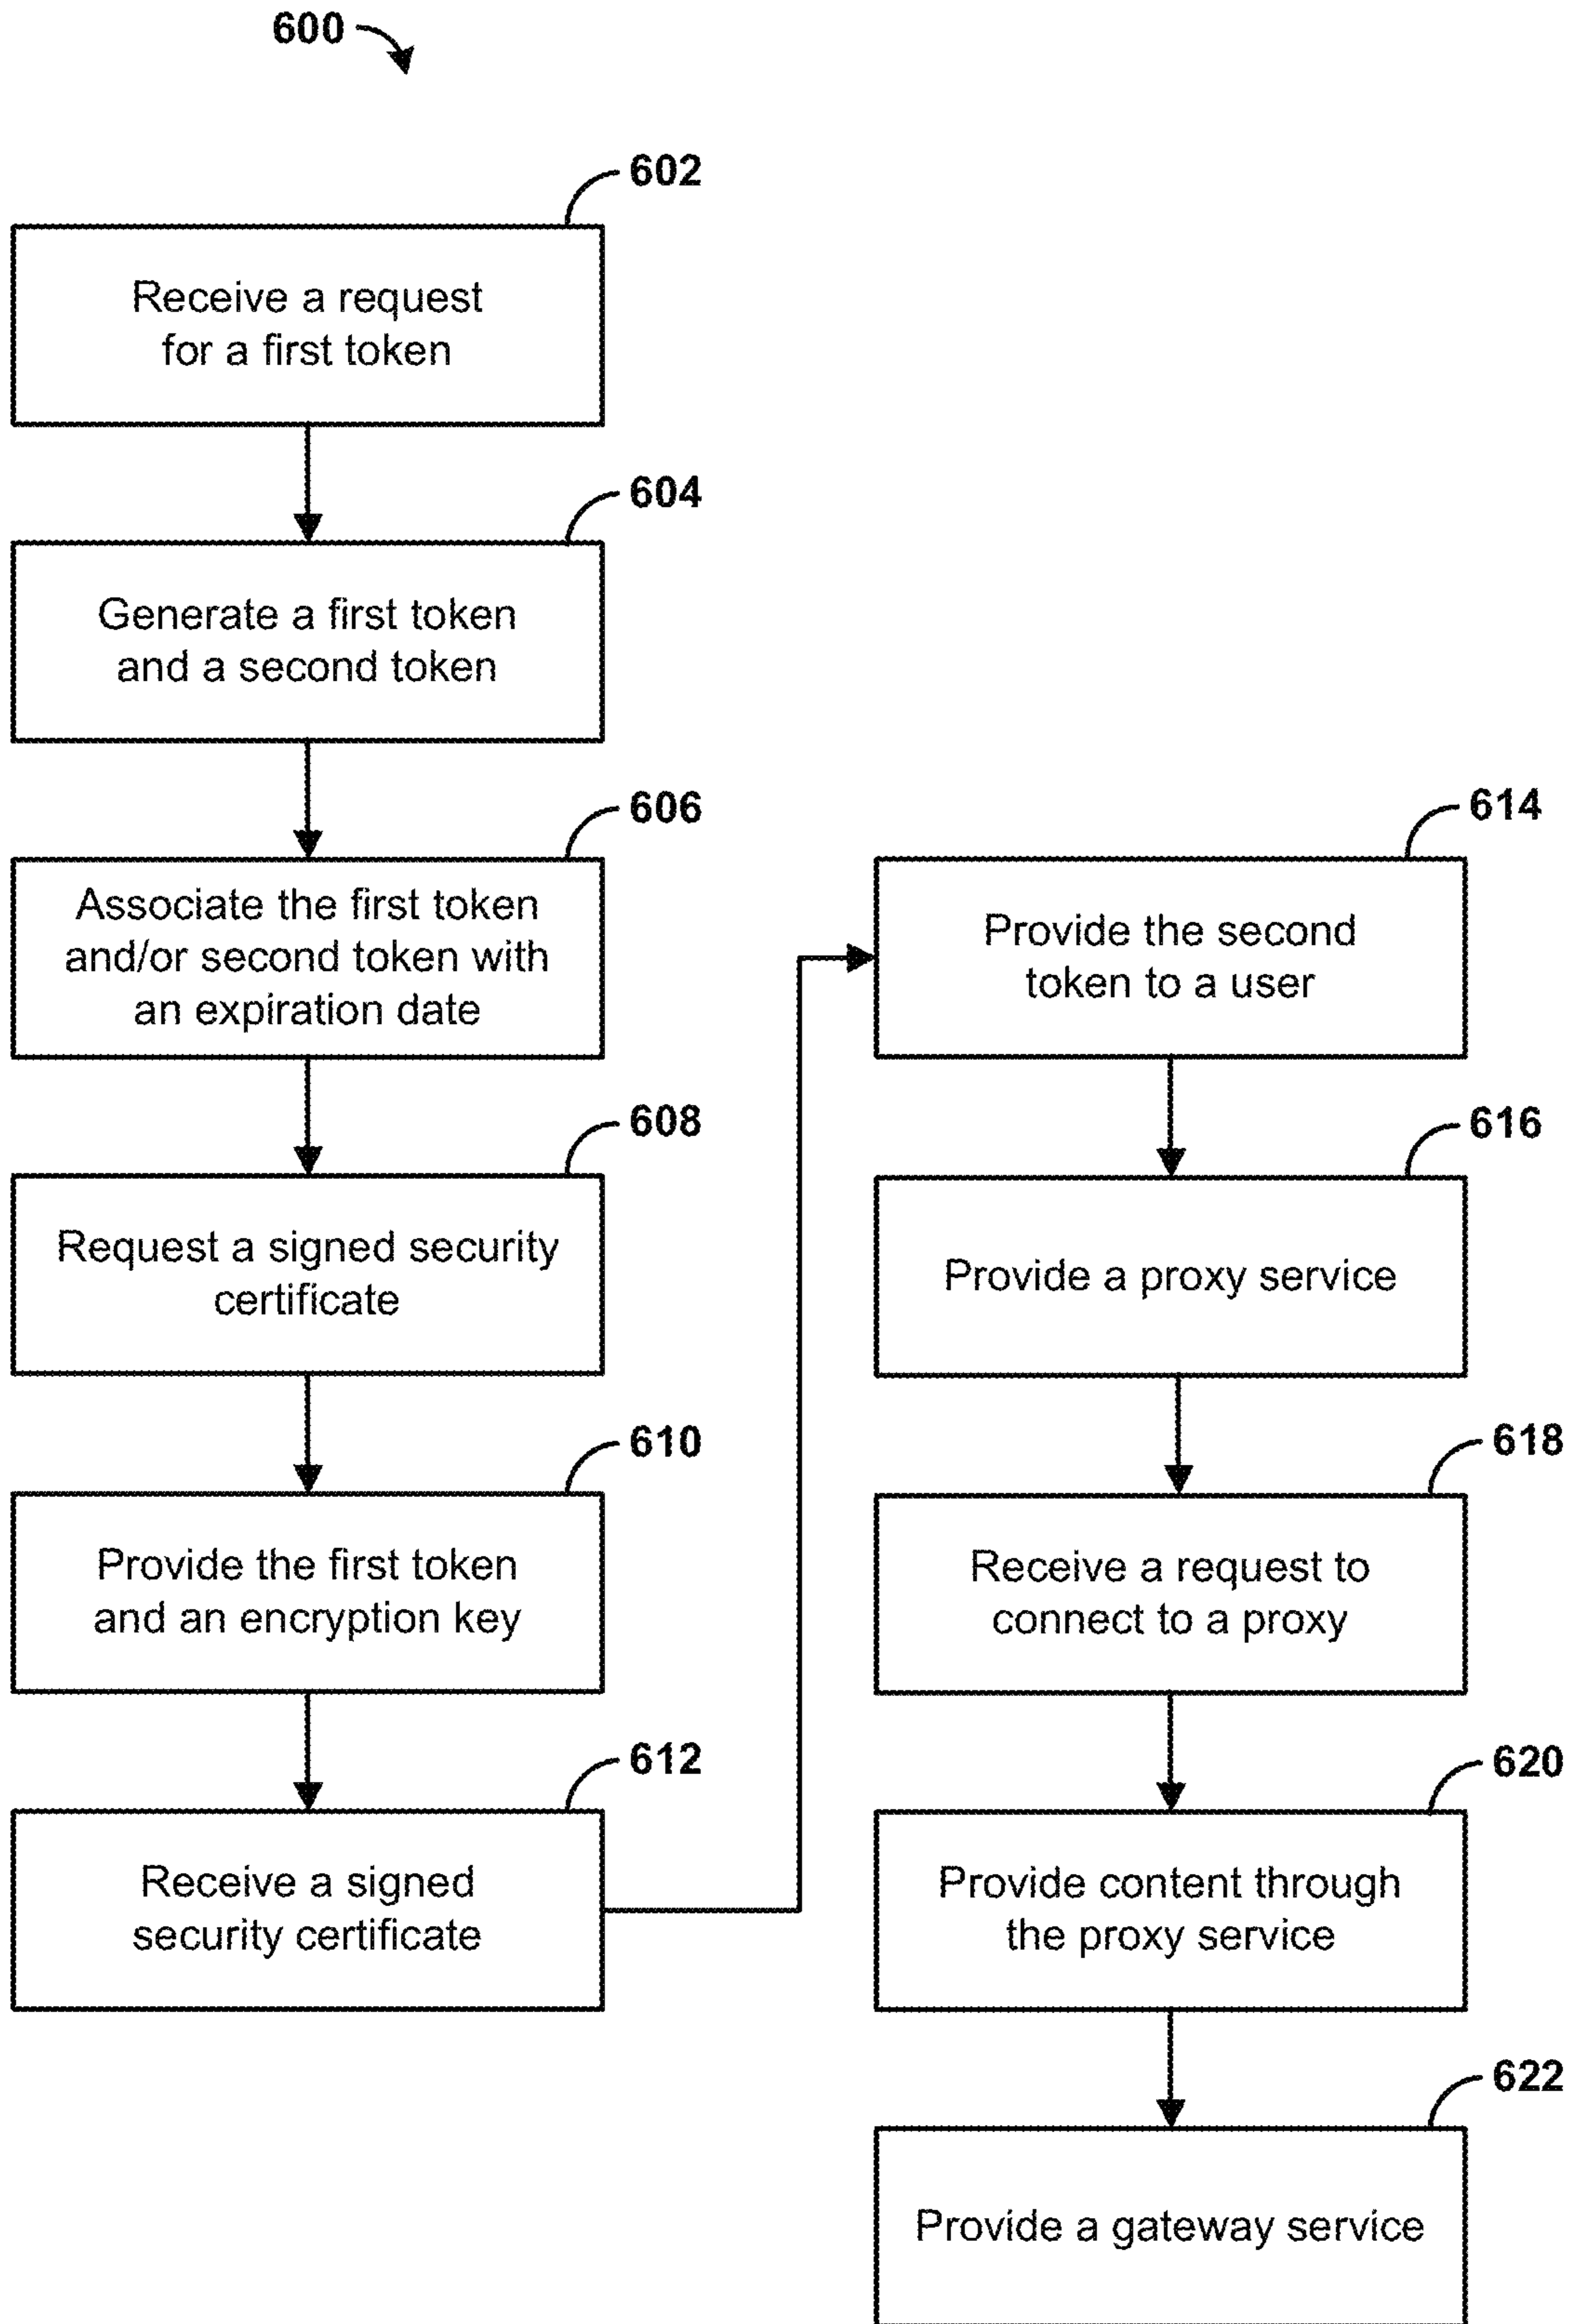 600
602
Receive a request
for a first token
604
Generate a first token
and a second token
606
Associate the first token
and/or second token with
an expiration date
608
Request a signed security
certificate
610
Provide the first token
and an encryption key
612
Receive a signed
security certificate
614
Provide the second
token to a user
616
Provide a proxy service
618
Receive a request to
connect to a proxy
620
Provide content through
the proxy service
622
Provide a gateway service